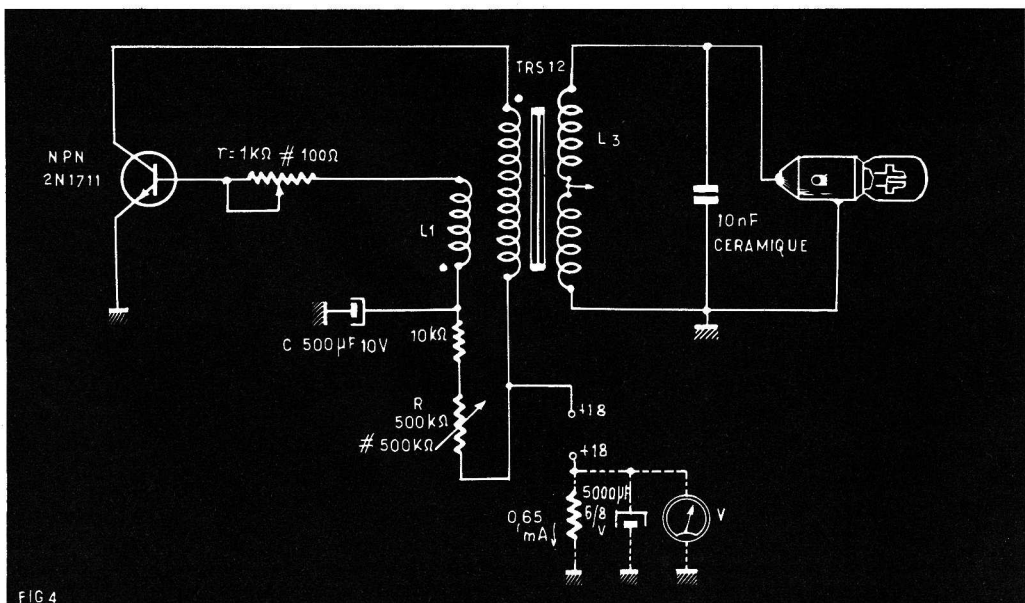 TRS 12
NPN
2N1711
r=1KΩ # 100Ω
L1
L3
10nF
CERAMIQUE
C 500µF 10V
10kΩ
R
500kΩ
# 500KΩ
+18
+18
0,65
mA
5000µF
6/8
V
V
FIG 4